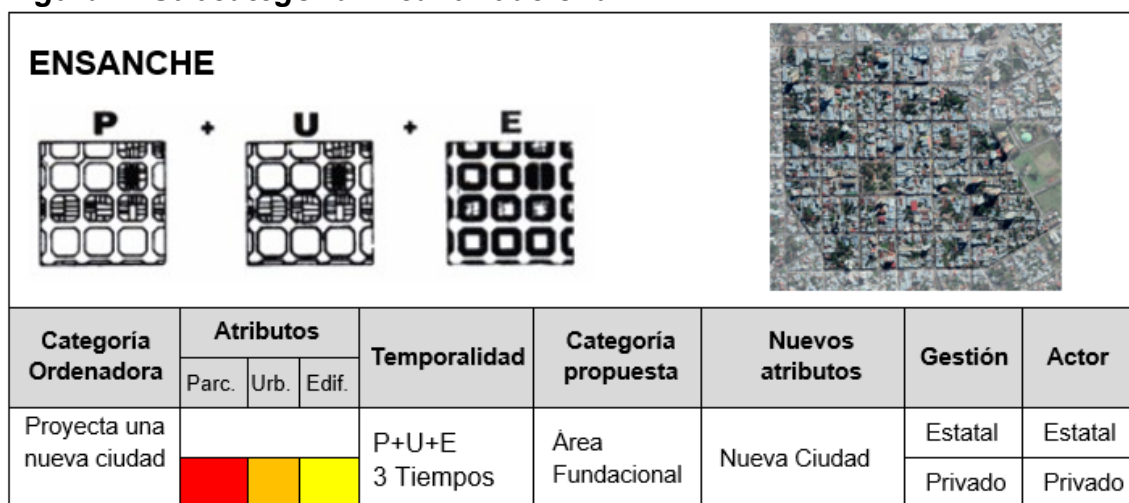 ENSANCHE
P + U + E
Categoría Ordenadora
Atributos
Parc. Urb. Edif.
Temporalidad
Categoría propuesta
Nuevos atributos
Gestión
Actor
Proyecta una nueva ciudad
P+U+E
3 Tiempos
Área Fundacional
Nueva Ciudad
Estatal Estatal
Privado Privado